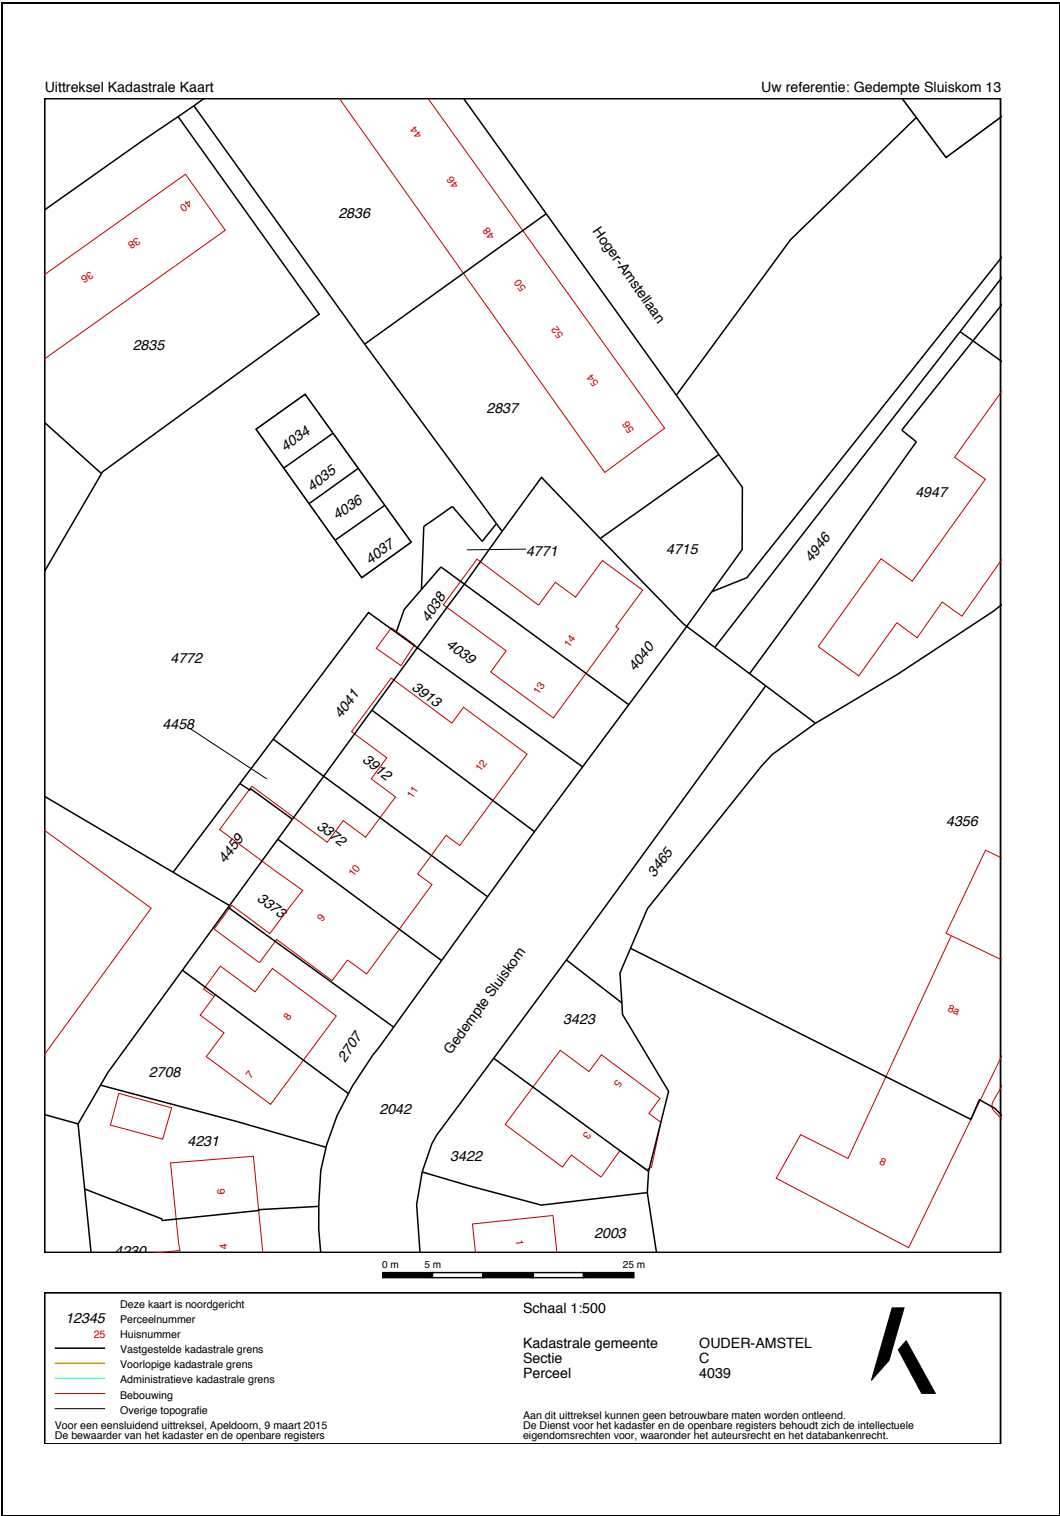 Uittreksel Kadastrale Kaart
Uw referentie: Gedempte Sluiskom 13
44
46
48
40
38
36
2836
Hoger-Amstellaan
50
52
54
56
2835
2837
4034
4035
4036
4037
4947
4946
4771
4715
4038
4039
4040
14
13
4772
4041
3913
4458
3912
12
11
4459
3372
10
4356
3465
3373
9
Gedempte Sluiskom
8
7
2707
2708
3423
8a
5
2042
3
4231
3422
8
6
2003
4230
4
1
0 m
5 m
25 m
Deze kaart is noordgericht
12345 Perceelnummer
25 Huisnummer
Vastgestelde kadastrale grens
Voorlopige kadastrale grens
Administratieve kadastrale grens
Bebouwing
Overige topografie
Voor een eensluidend uittreksel, Apeldoorn, 9 maart 2015
De bewaarder van het kadaster en de openbare registers
Schaal 1:500
Kadastrale gemeente OUDER-AMSTEL
Sectie C
Perceel 4039
Aan dit uittreksel kunnen geen betrouwbare maten worden ontleend.
De Dienst voor het kadaster en de openbare registers behoudt zich de intellectuele
eigendomsrechten voor, waaronder het auteursrecht en het databankenrecht.